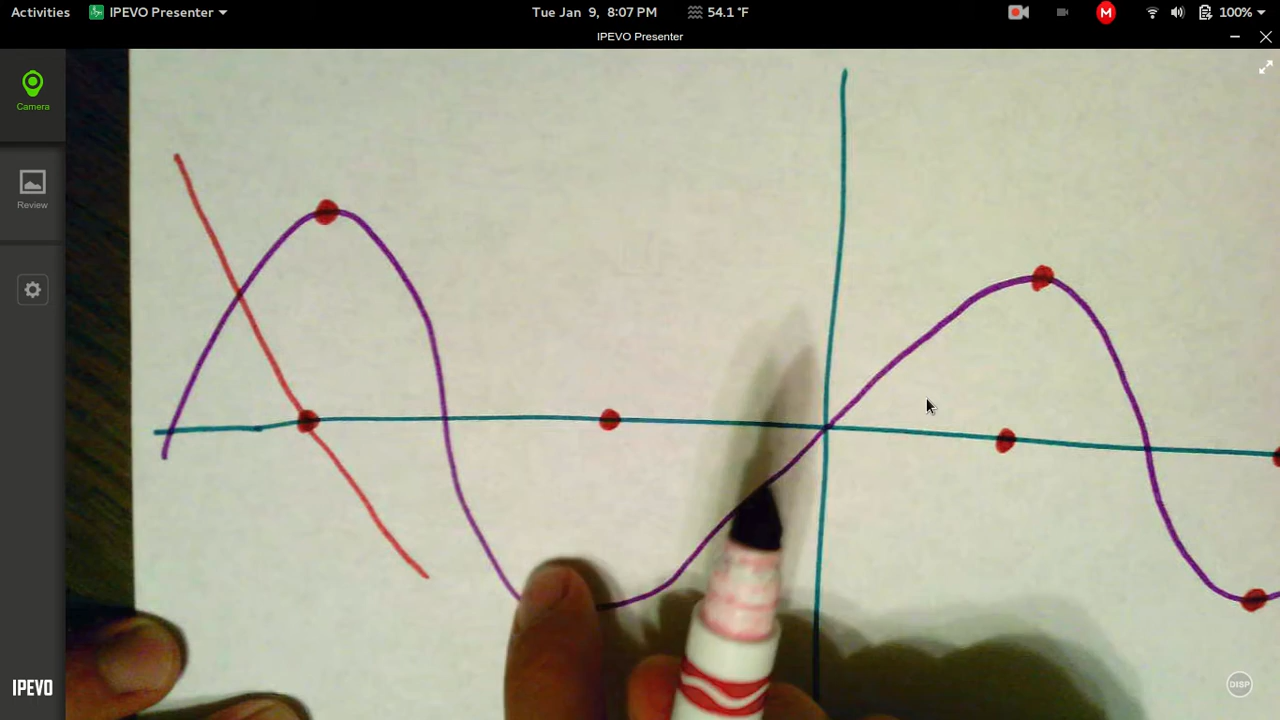 Activities IPEVO Presenter Tue Jan 9, 8:07 PM 54.1 °F M 100%
IPEVO Presenter
Camera
Review
IPEVO
DISP